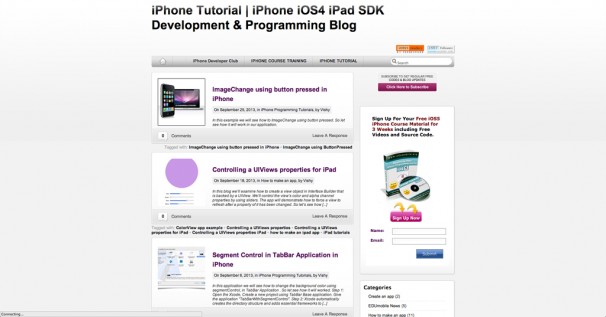 iPhone Tutorial | iPhone iOS4 iPad SDK
Development & Programming Blog
iPhone Developer Club
IPHONE COURSE TRAINING
IPHONE TUTORIAL
Search
SUBSCRIBE TO GET REGULAR FREE
CODES & BLOG UPDATES
Click Here to Subscribe
ImageChange using button pressed in
iPhone
On September 25, 2013, in iPhone Programming Tutorials, by Vishy
In this example we will see how to ImageChange using button pressed. So let
see how it will work in our application.
0
Comments
Leave A Response
Tagged with: ImageChange using button pressed in iPhone • ImageChange using ButtonPressed
Controlling a UIViews properties for iPad
On September 18, 2013, in How to make an app, by Vishy
In this blog we'll examine how to create a view object in Interface Builder that
is backed by a UIView. We'll control the view's color and alpha channel
properties by using sliders. The app will demonstrate how to force a view to
refresh after a property of it has been changed. So let's see how [...]
0
Comments
Leave A Response
Tagged with: ColorView app example • Controlling a UIViews properties • Controlling a UIViews
properties for iPad • Controlling a UIViews properties iPad • how to make an ipad app • iPad tutorials
Segment Control in TabBar Application in
iPhone
On September 6, 2013, in iPhone Programming Tutorials, by Vishy
In this application we will see how to change the background color using
segmentControl, in TabBar Application. So let see how it will worked. Step 1:
Open the Xcode, Create a new project using TabBar Base application. Give
the application "TabBarWithSegmentControl". Step 2: Xcode automatically
creates the directory structure and adds essential frameworks to [...]
Sign Up For Your Free iOS5
iPhone Course Material for
3 Weeks including Free
Videos and Source Code.
Sign Up Now
Name:
Email:
Submit
Categories
Create an app (2)
EDUmobile News (3)
How to make an app (11)
Connecting...